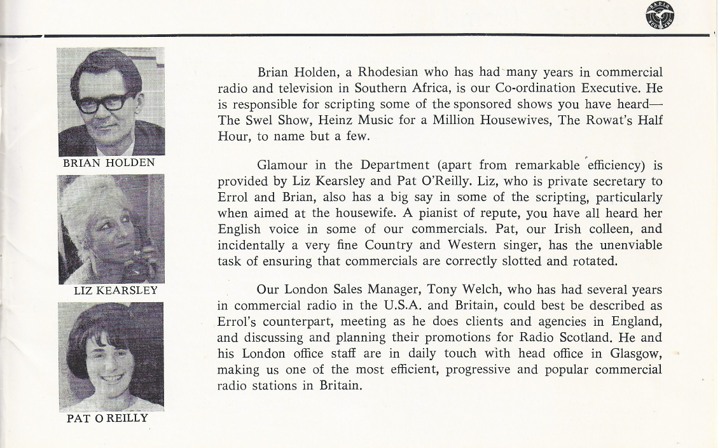 Brian Holden, a Rhodesian who has had many years in commercial
radio and television in Southern Africa, is our Co-ordination Executive. He
is responsible for scripting some of the sponsored shows you have heard—
The Swel Show, Heinz Music for a Million Housewives, The Rowat's Half
Hour, to name but a few.
BRIAN HOLDEN
Glamour in the Department (apart from remarkable efficiency) is
provided by Liz Kearsley and Pat O'Reilly. Liz, who is private secretary to
Errol and Brian, also has a big say in some of the scripting, particularly
when aimed at the housewife. A pianist of repute, you have all heard her
English voice in some of our commercials. Pat, our Irish colleen, and
incidentally a very fine Country and Western singer, has the unenviable
task of ensuring that commercials are correctly slotted and rotated.
LIZ KEARSLEY
Our London Sales Manager, Tony Welch, who has had several years
in commercial radio in the U.S.A. and Britain, could best be described as
Errol's counterpart, meeting as he does clients and agencies in England,
and discussing and planning their promotions for Radio Scotland. He and
his London office staff are in daily touch with head office in Glasgow,
making us one of the most efficient, progressive and popular commercial
radio stations in Britain.
PAT O REILLY